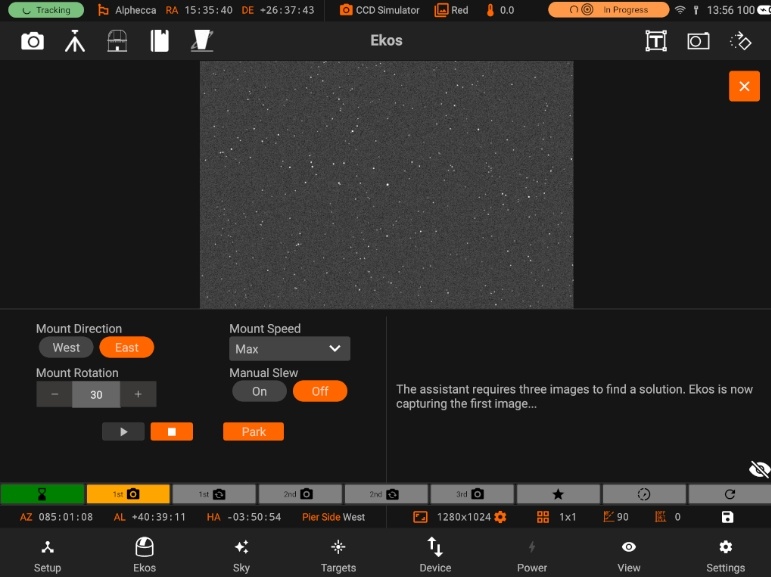 Tracking Alphecca RA 15:35:40 DE +26:37:43 CCD Simulator Red 0.0 In Progress 13:56 100
Ekos
T
Mount Direction
West East
Mount Speed
Max
Mount Rotation
− 30 +
Manual Slew
On Off
Park
The assistant requires three images to find a solution. Ekos is now
capturing the first image...
1st 1st 2nd 2nd 3rd
AZ 085:01:08 AL +40:39:11 HA -03:50:54 Pier Side West 1280x1024 1x1 90 0
Setup Ekos Sky Targets Device Power View Settings